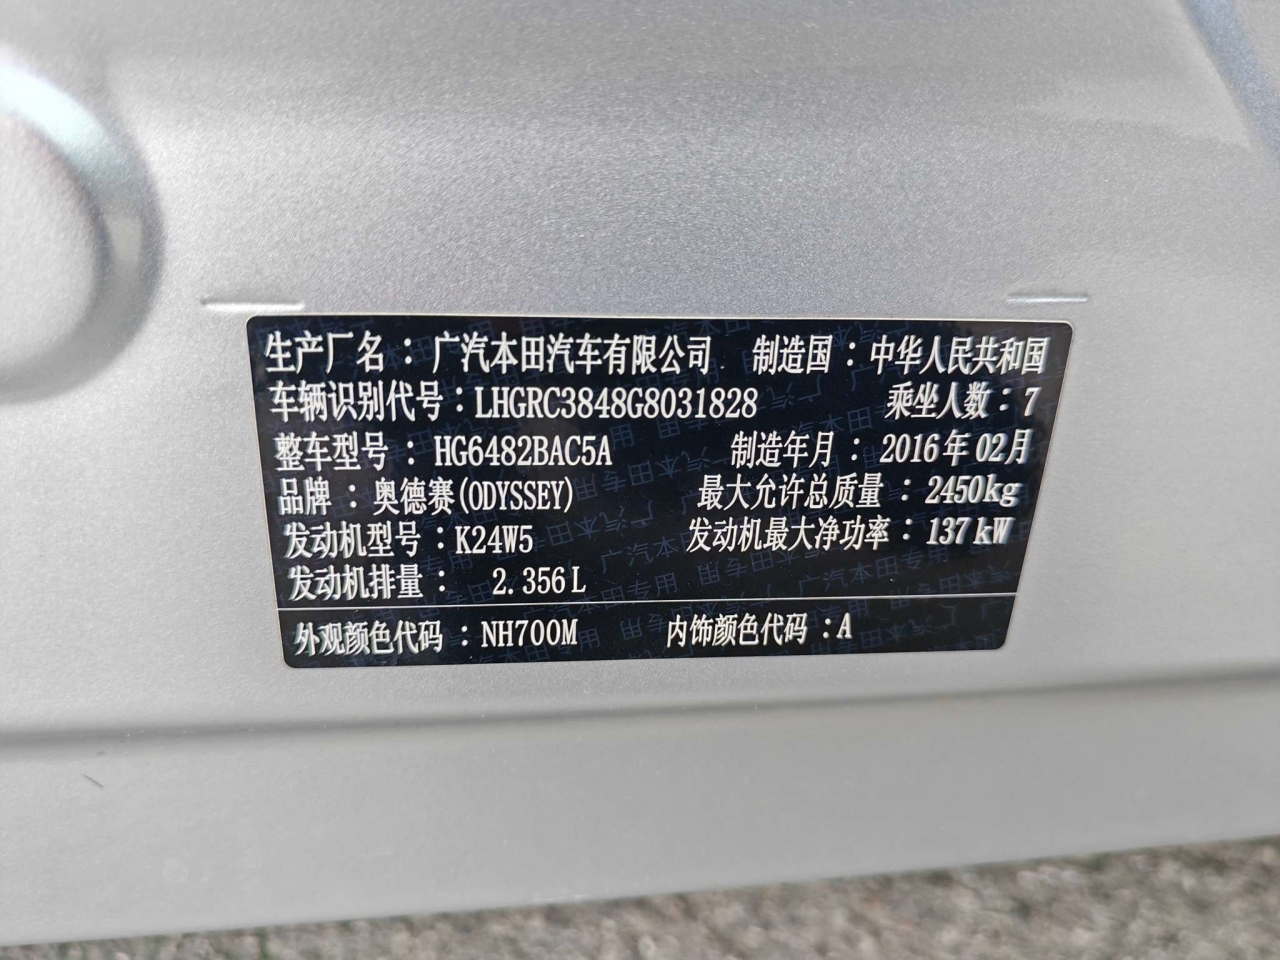 生产厂名：广汽本田汽车有限公司 制造国：中华人民共和国
车辆识别代号：LHGRC3848G8031828 乘坐人数：7
整车型号：HG6482BAC5A 制造年月：2016年02月
品牌：奥德赛(ODYSSEY) 最大允许总质量：2450kg
发动机型号：K24W5 发动机最大净功率：137kW
发动机排量：2.356L
外观颜色代码：NH700M 内饰颜色代码：A